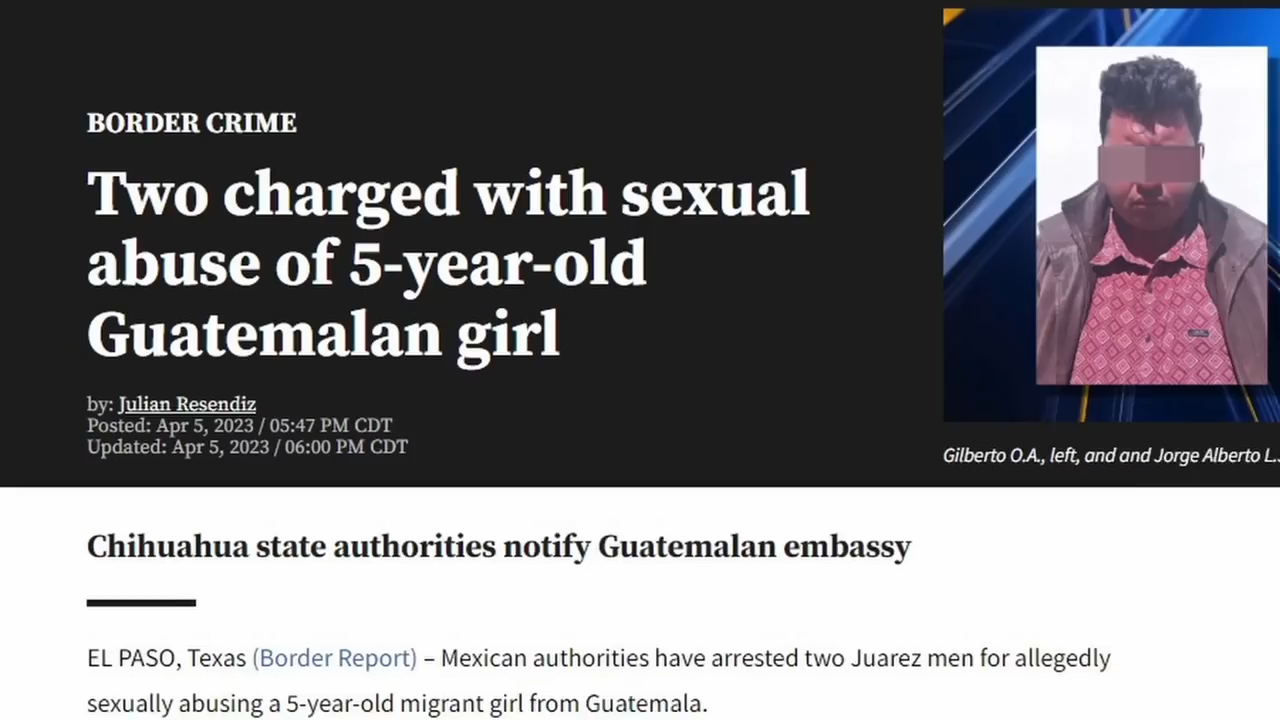 BORDER CRIME
Two charged with sexual
abuse of 5-year-old
Guatemalan girl
by: Julian Resendiz
Posted: Apr 5, 2023 / 05:47 PM CDT
Updated: Apr 5, 2023 / 06:00 PM CDT
Gilberto O.A., left, and and Jorge Alberto L.
Chihuahua state authorities notify Guatemalan embassy
EL PASO, Texas (Border Report) – Mexican authorities have arrested two Juarez men for allegedly
sexually abusing a 5-year-old migrant girl from Guatemala.